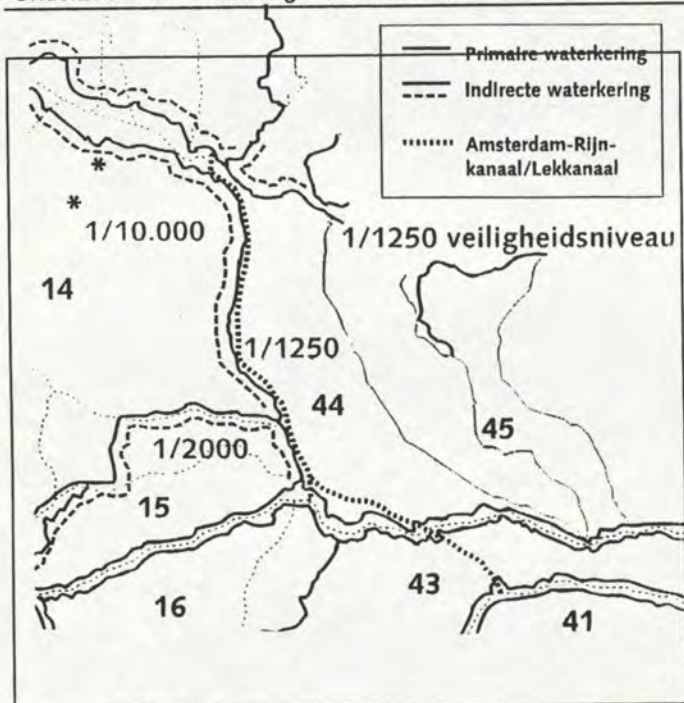 Primaire waterkering
Indirecte waterkering
Amsterdam-Rijn-
kanaal/Lekkanaal
*
*
1/10.000
1/1250 veiligheidsniveau
14
1/1250
44
45
1/2000
15
16
43
41